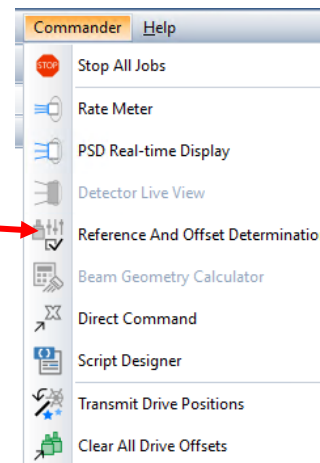 Commander Help
STOP Stop All Jobs
Rate Meter
PSD Real-time Display
Detector Live View
Reference And Offset Determinatio
Beam Geometry Calculator
Direct Command
Script Designer
Transmit Drive Positions
Clear All Drive Offsets